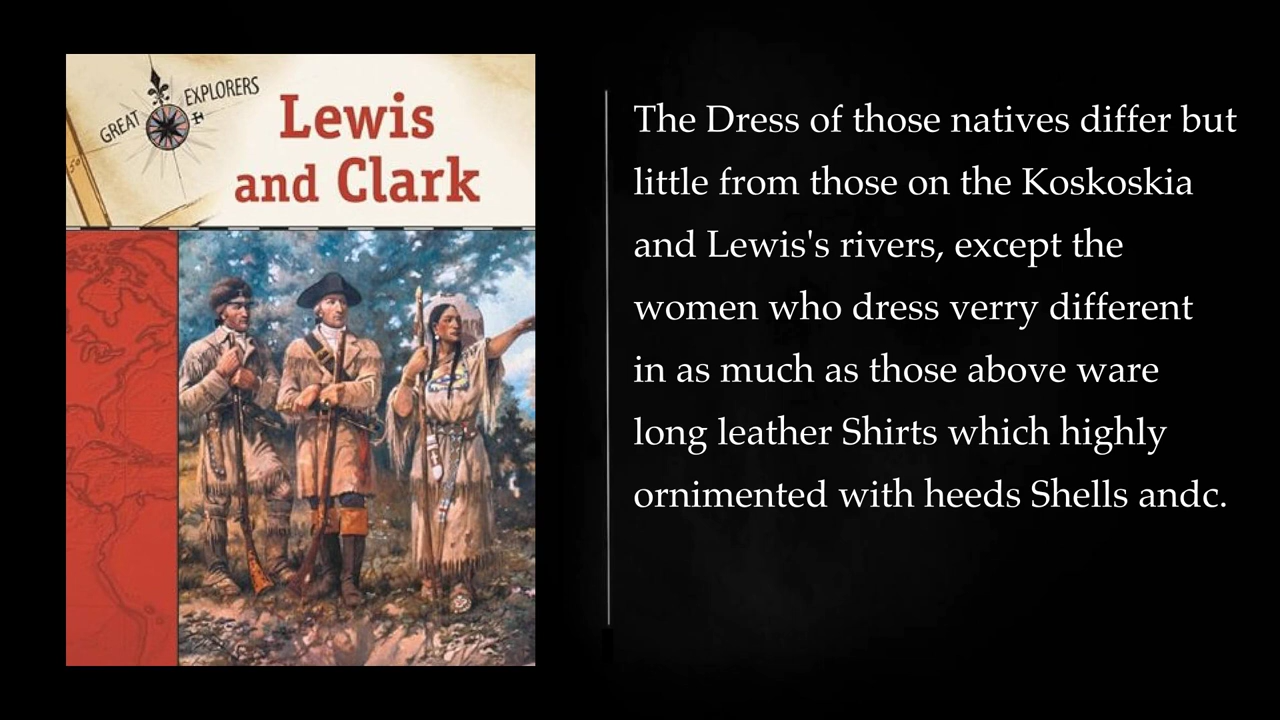 GREAT EXPLORERS
Lewis
and Clark
50
The Dress of those natives differ but
little from those on the Koskoskia
and Lewis's rivers, except the
women who dress verry different
in as much as those above ware
long leather Shirts which highly
ornimented with heeds Shells andc.